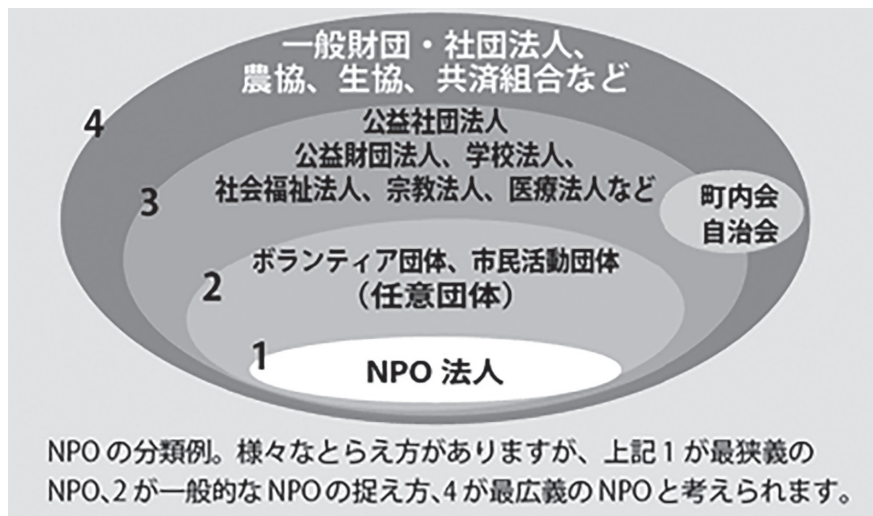 一般財団・社団法人、
農協、生協、共済組合など
4
公益社団法人
公益財団法人、学校法人、
社会福祉法人、宗教法人、医療法人など
3
町内会
自治会
ボランティア団体、市民活動団体
（任意団体）
2
1
NPO 法人
NPO の分類例。様々なとらえ方がありますが、上記 1 が最狭義の
NPO、2 が一般的な NPO の捉え方、4 が最広義の NPO と考えられます。